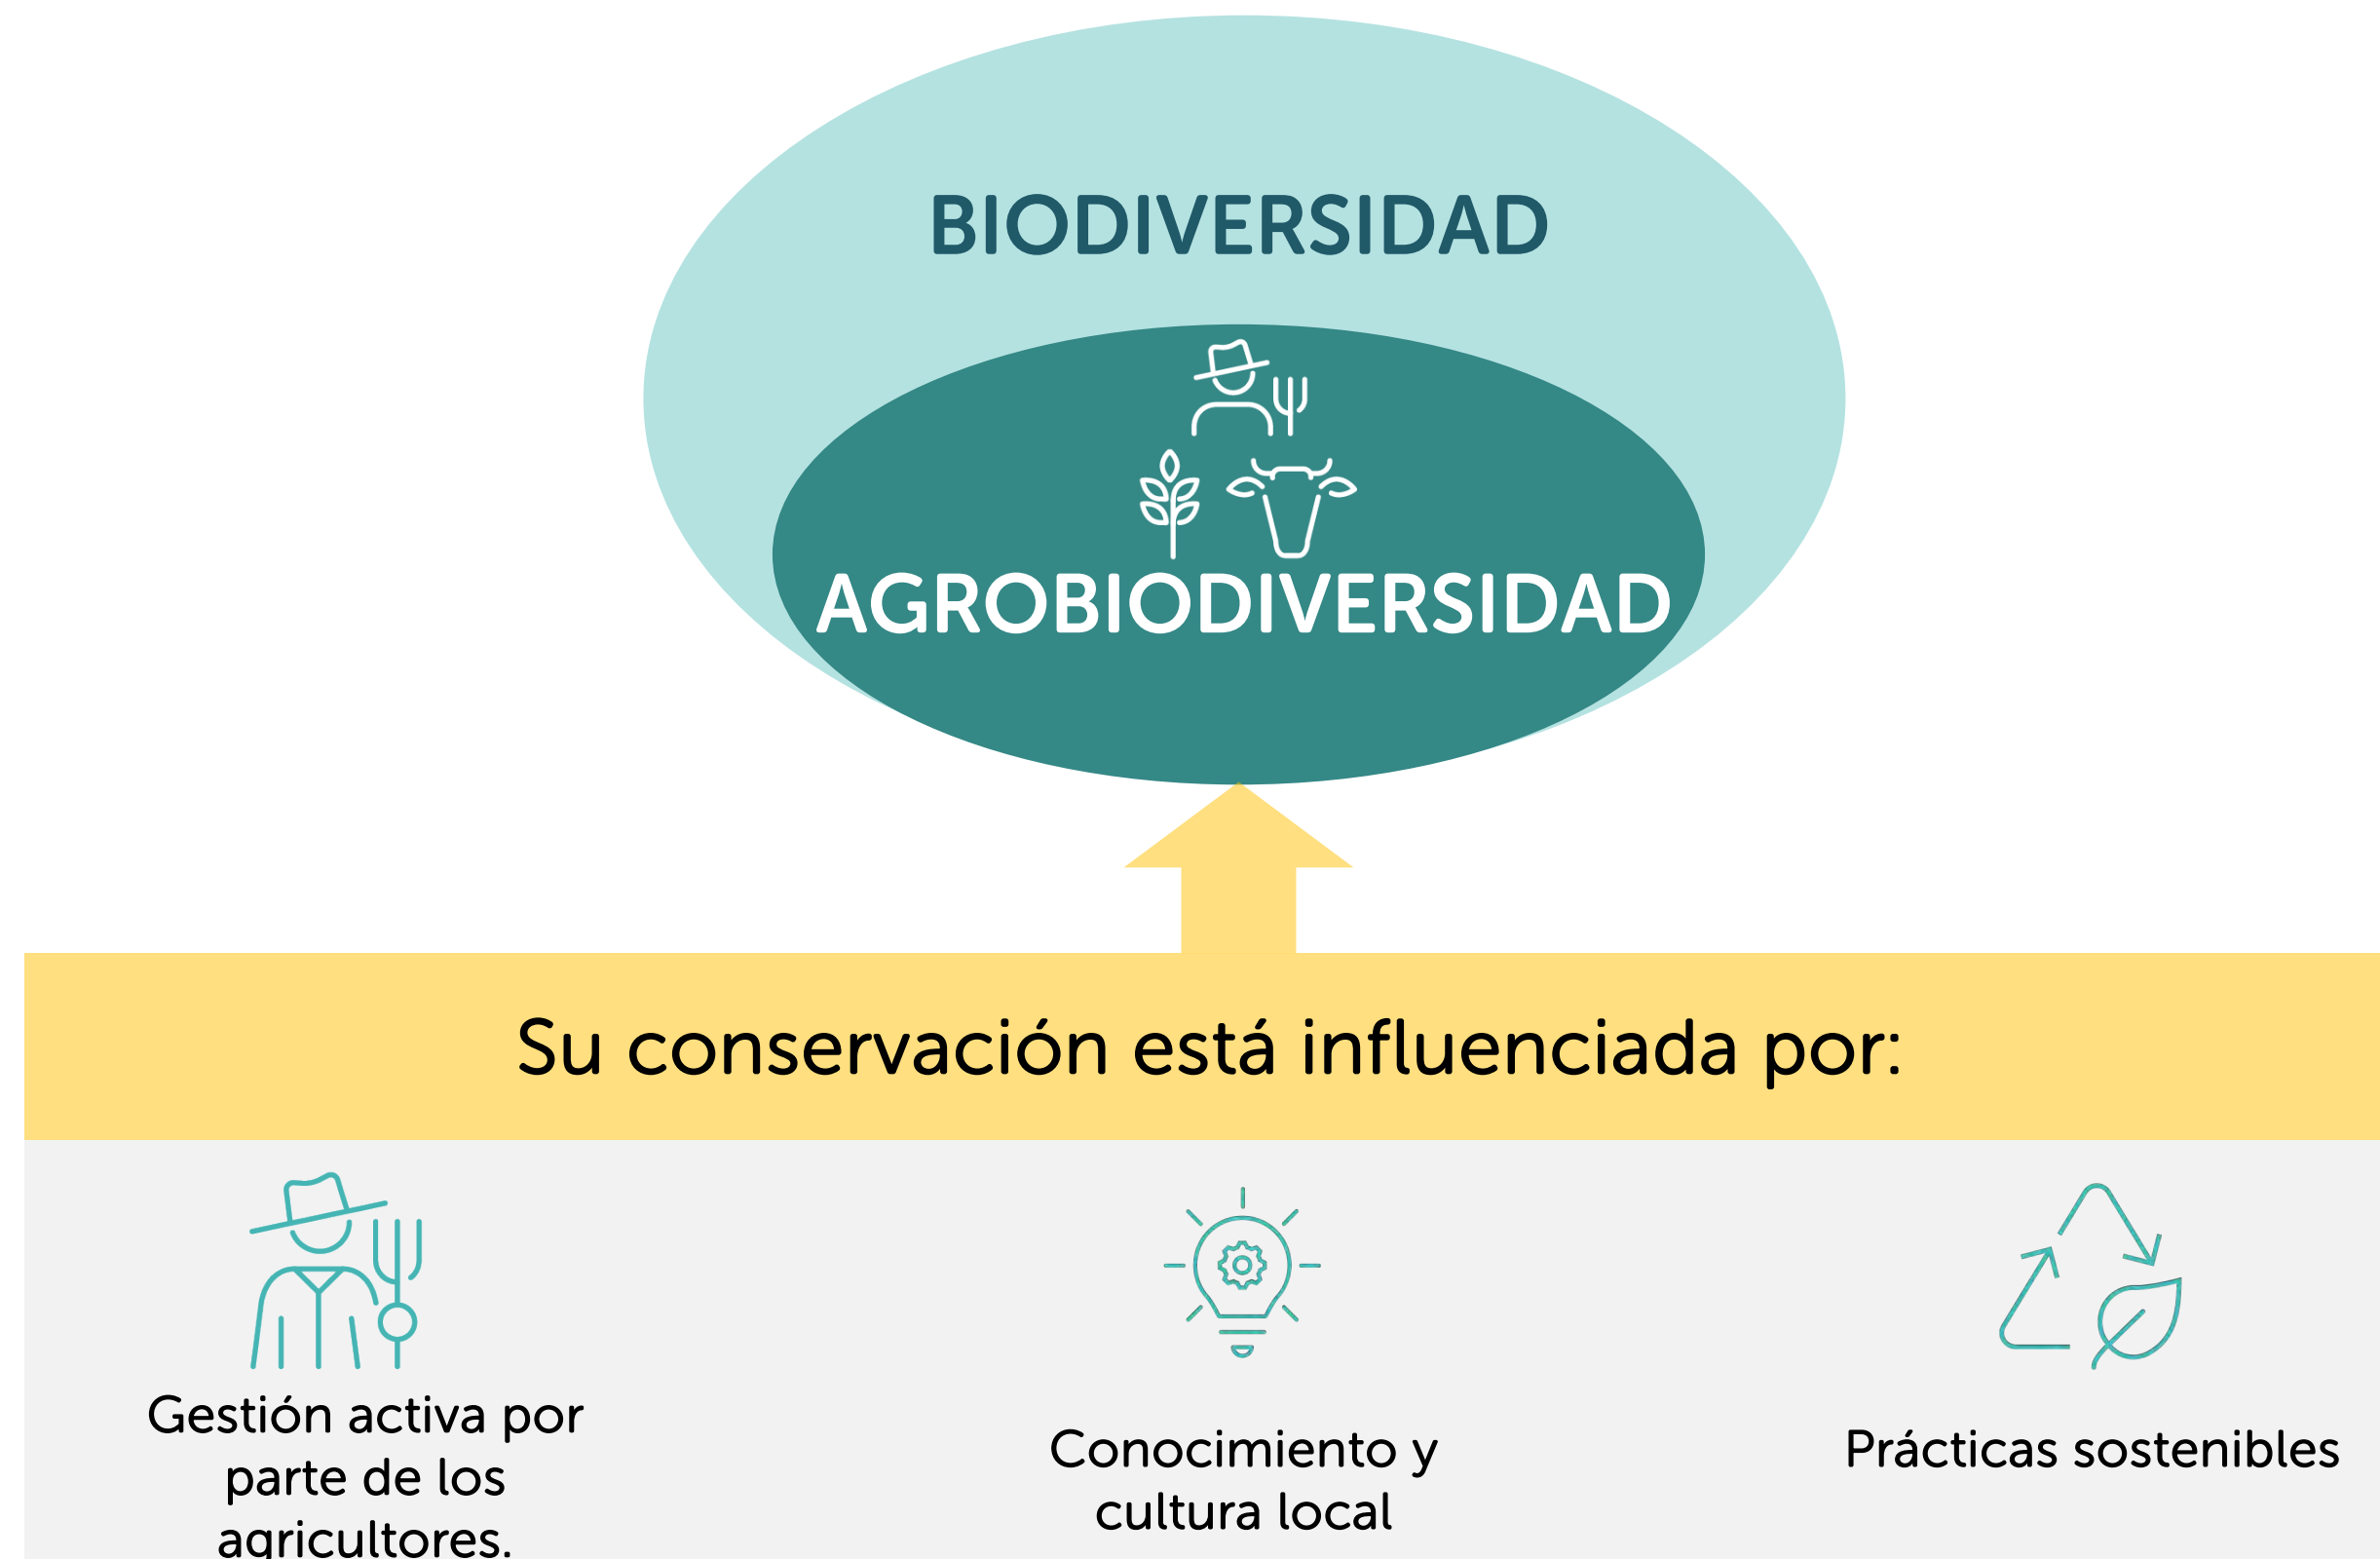 BIODIVERSIDAD
AGROBIODIVERSIDAD
Su conservación está influenciada por:
Gestión activa por
parte de los
agricultores.
Conocimiento y
cultura local
Prácticas sostenibles